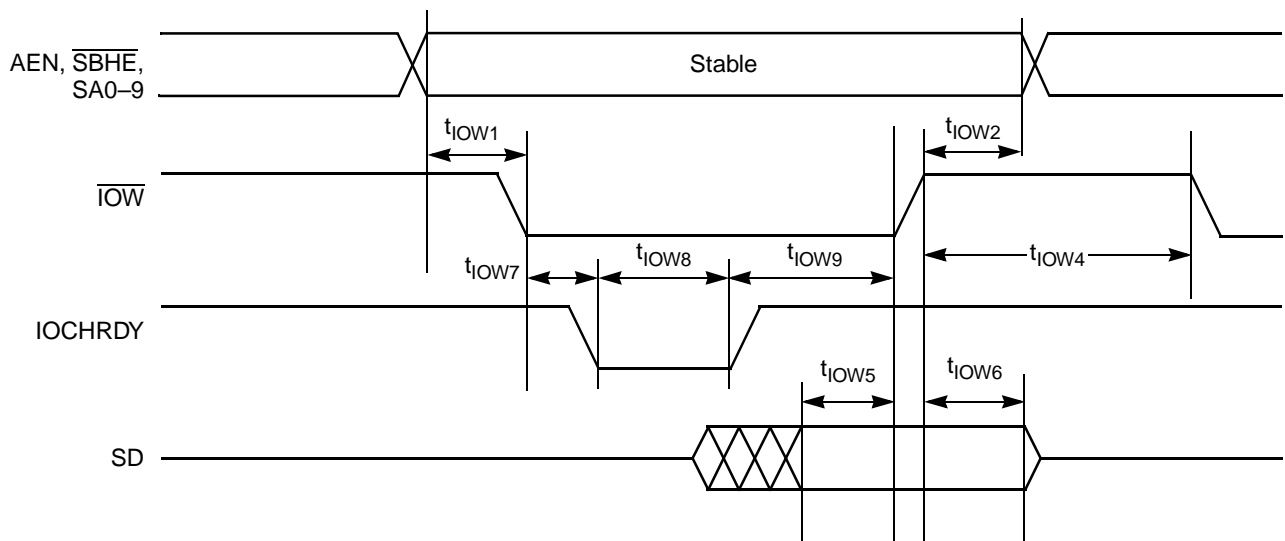 AEN, SBHE,
SA0–9
Stable
tIOW1
tIOW2
IOW
tIOW7
tIOW8
tIOW9
tIOW4
IOCHRDY
tIOW5
tIOW6
SD